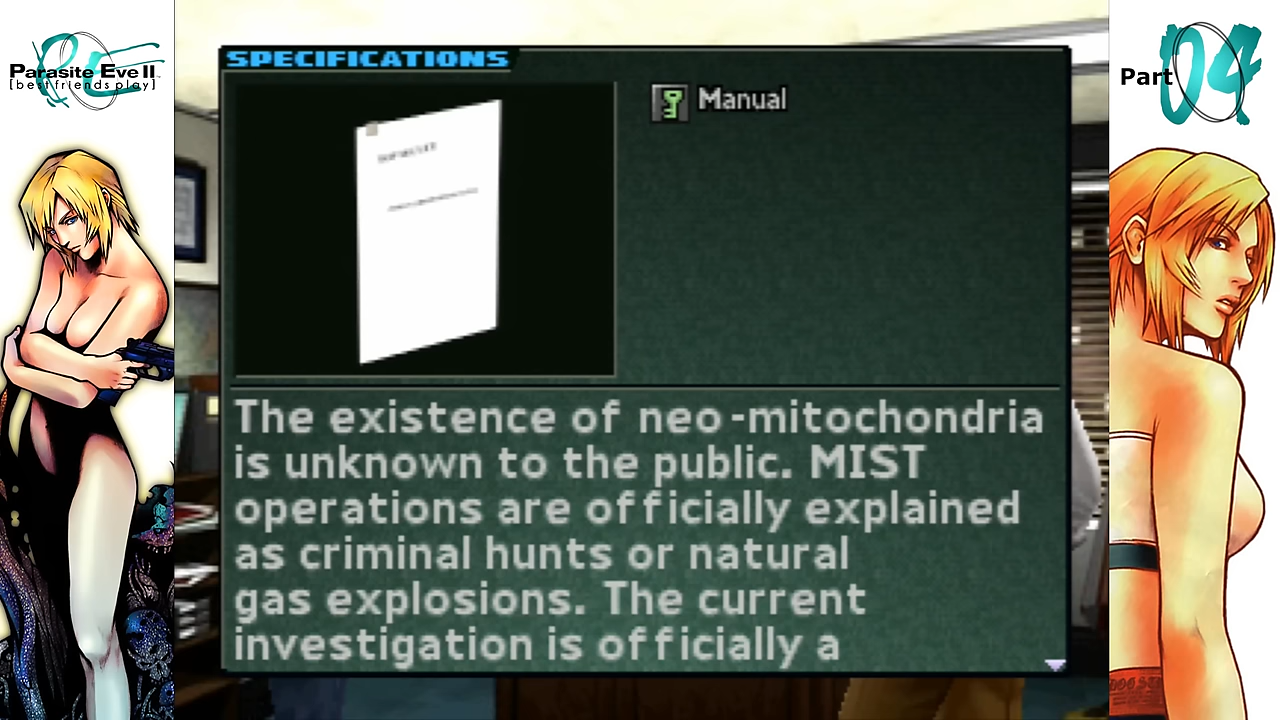 Parasite Eve II
[best friends play]
Part 04
SPECIFICATIONS
Manual
The existence of neo-mitochondria
is unknown to the public. MIST
operations are officially explained
as criminal hunts or natural
gas explosions. The current
investigation is officially a